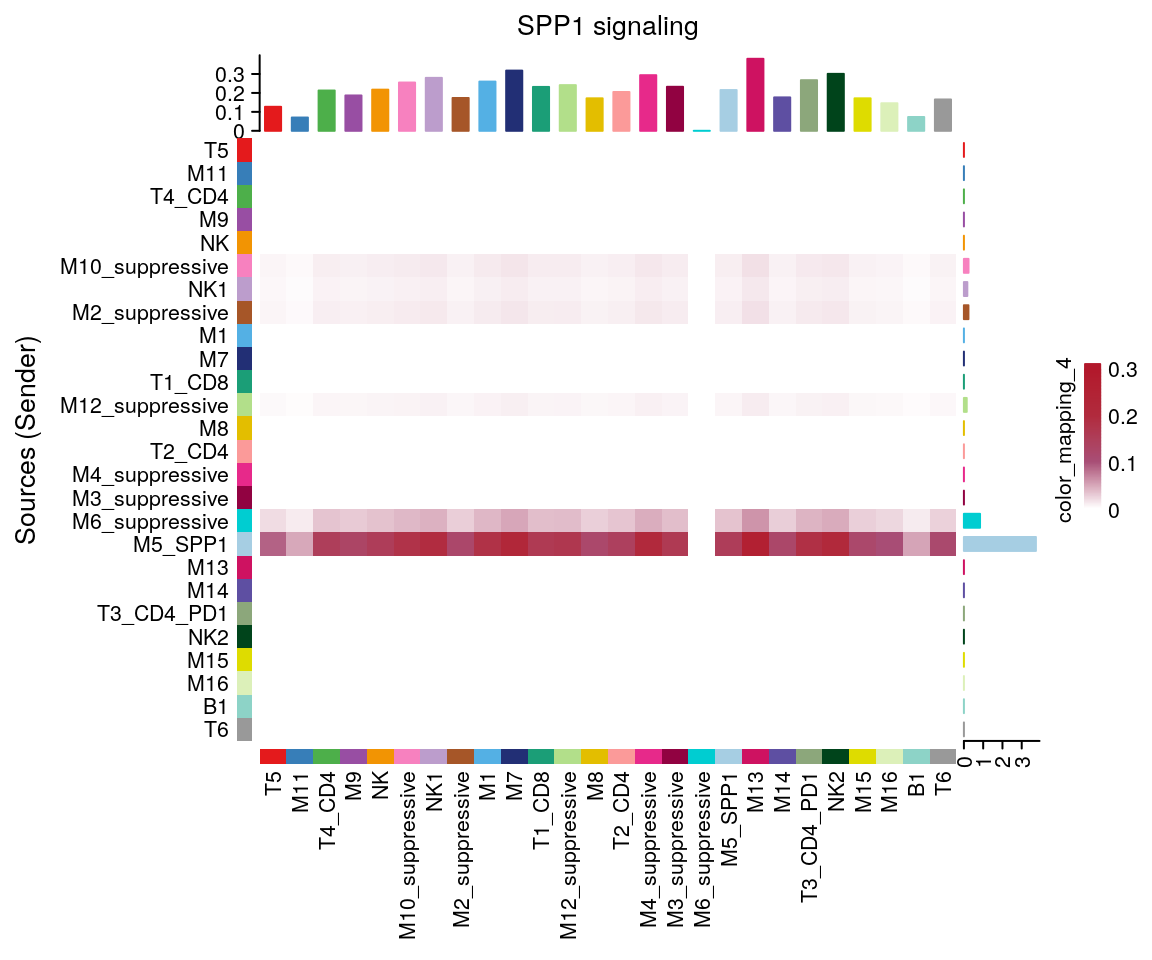 SPP1 signaling
0.3
0.2
0.1
0
T5
M11
T4_CD4
M9
NK
M10_suppressive
NK1
M2_suppressive
M1
M7
T1_CD8
M12_suppressive
M8
T2_CD4
M4_suppressive
M3_suppressive
M6_suppressive
M5_SPP1
M13
M14
T3_CD4_PD1
NK2
M15
M16
B1
T6
Sources (Sender)
T5
M11
T4_CD4
M9
NK
M10_suppressive
NK1
M2_suppressive
M1
M7
T1_CD8
M12_suppressive
M8
T2_CD4
M4_suppressive
M3_suppressive
M6_suppressive
M5_SPP1
M13
M14
T3_CD4_PD1
NK2
M15
M16
B1
T6
0
1
2
3
color_mapping_4
0.3
0.2
0.1
0